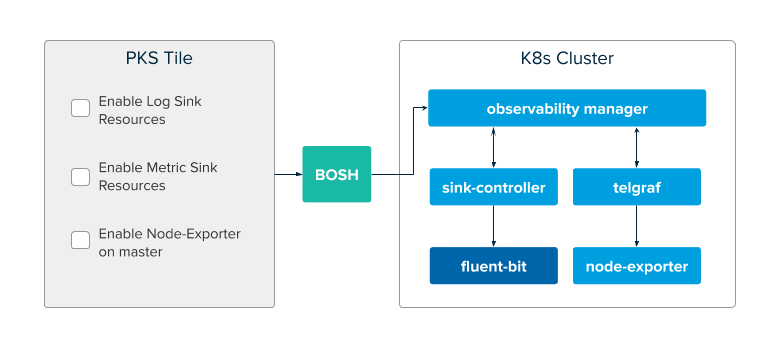 PKS Tile
Enable Log Sink
Resources
Enable Metric Sink
Resources
Enable Node-Exporter
on master
BOSH
K8s Cluster
observability manager
sink-controller
telgraf
fluent-bit
node-exporter